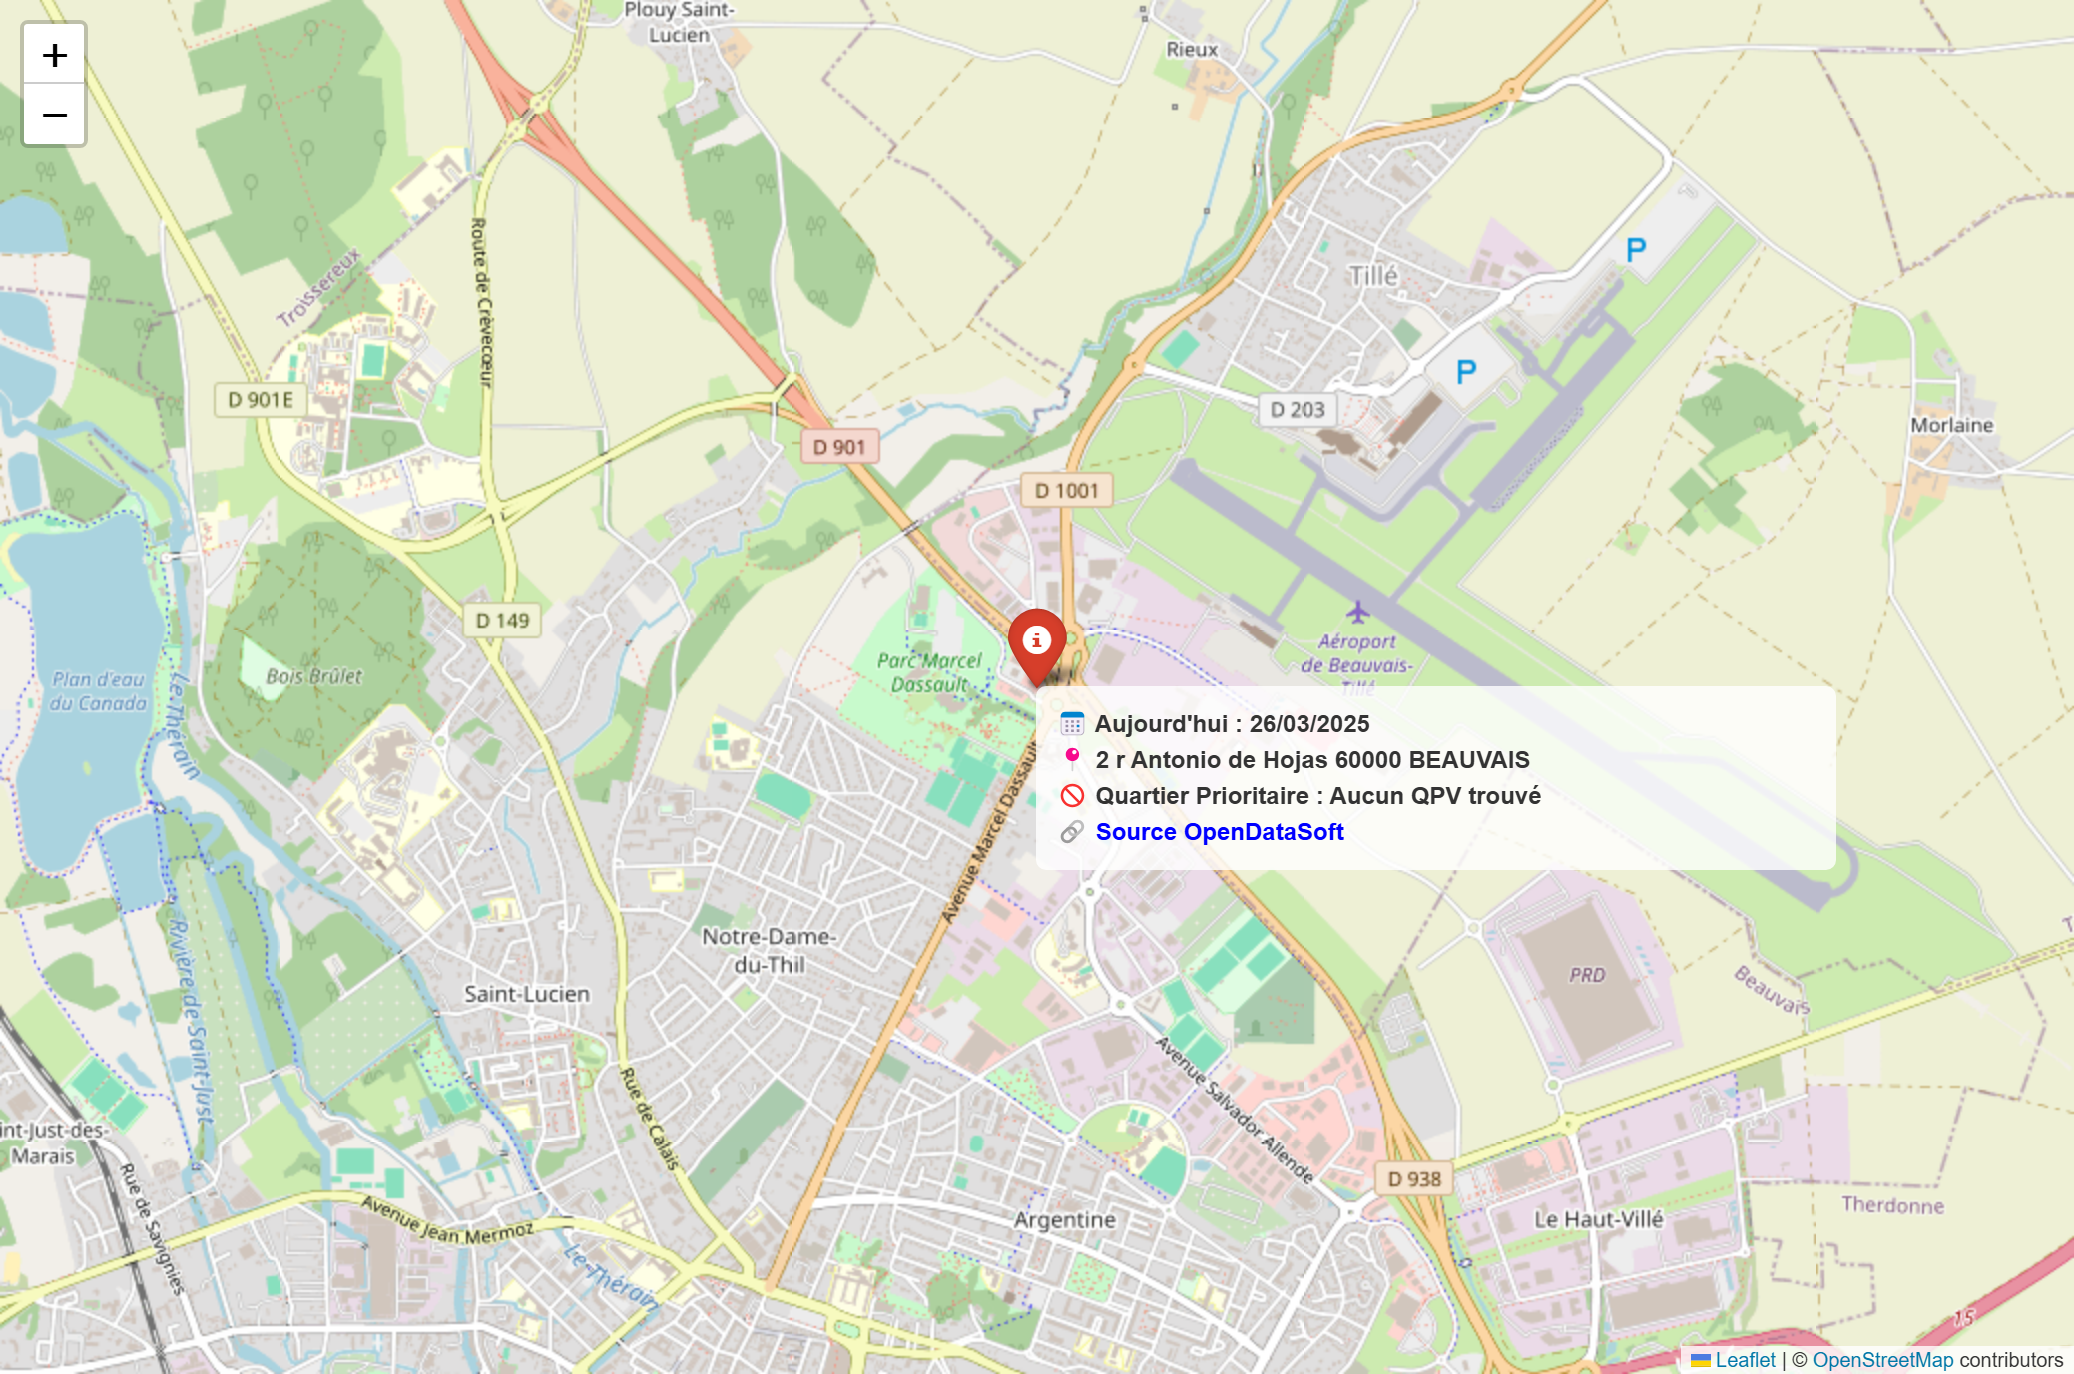 +
−
Plouy Saint-
Lucien
Rieux
Troissereux
Route de Crèvecœur
Tillé
P
P
D 901E
D 901
D 203
D 1001
Morlaine
D 149
Plan d'eau
du Canada
Le Thérain
Bois Brûlet
Parc Marcel
Dassault
Aéroport
de Beauvais-
Tillé
Aujourd'hui : 26/03/2025
2 r Antonio de Hojas 60000 BEAUVAIS
Quartier Prioritaire : Aucun QPV trouvé
Source OpenDataSoft
Avenue Marcel Dassault
Notre-Dame-
du-Thil
Saint-Lucien
Rivière de Saint-Just
PRD
Beauvais
Avenue Salvador Allende
Rue de Calais
int-Just-des-
Marais
Rue de Savignies
Avenue Jean Mermoz
Le Thérain
Argentine
D 938
Le Haut-Villé
Therdonne
15
Leaflet | © OpenStreetMap contributors